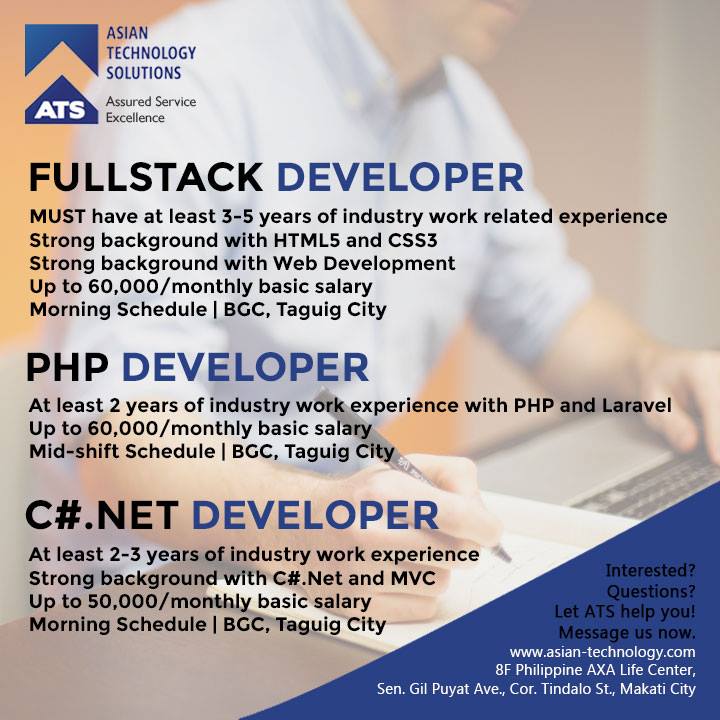 ASIAN
TECHNOLOGY
SOLUTIONS
ATS
Assured Service
Excellence
FULLSTACK DEVELOPER
MUST have at least 3-5 years of industry work related experience
Strong background with HTML5 and CSS3
Strong background with Web Development
Up to 60,000/monthly basic salary
Morning Schedule | BGC, Taguig City
PHP DEVELOPER
At least 2 years of industry work experience with PHP and Laravel
Up to 60,000/monthly basic salary
Mid-shift Schedule | BGC, Taguig City
C#.NET DEVELOPER
At least 2-3 years of industry work experience
Strong background with C#.Net and MVC
Up to 50,000/monthly basic salary
Morning Schedule | BGC, Taguig City
Interested?
Questions?
Let ATS help you!
Message us now.
www.asian-technology.com
8F Philippine AXA Life Center,
Sen. Gil Puyat Ave., Cor. Tindalo St., Makati City